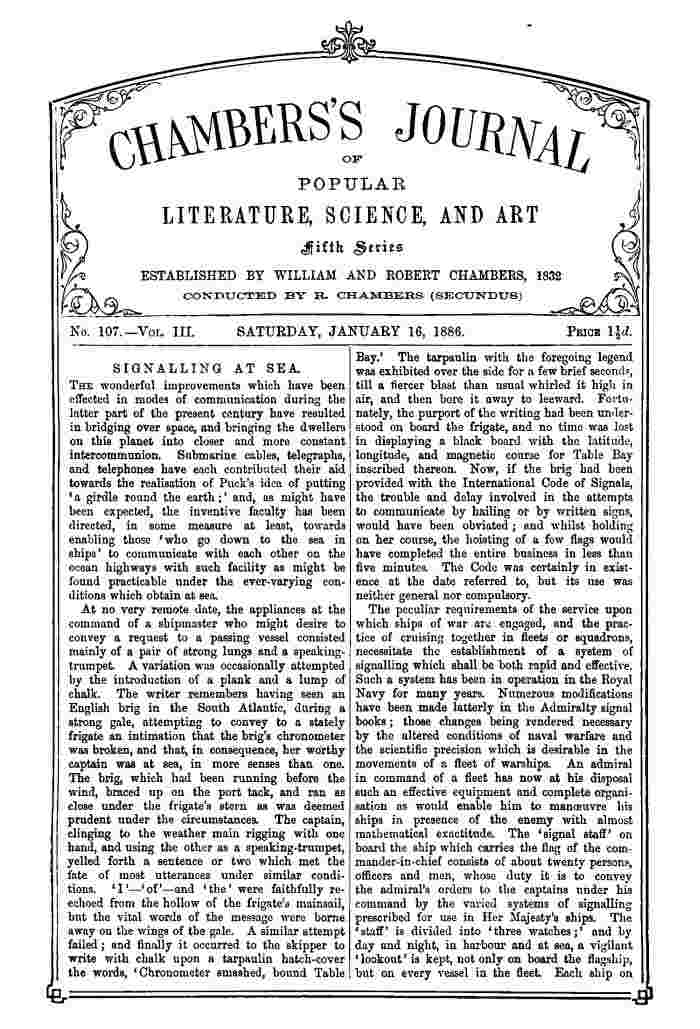 CHAMBERS'S JOURNAL
OF
POPULAR
LITERATURE, SCIENCE, AND ART
Fifth Series
ESTABLISHED BY WILLIAM AND ROBERT CHAMBERS, 1832
CONDUCTED BY R. CHAMBERS (SECUNDUS)
No. 107.—Vol. III. SATURDAY, JANUARY 16, 1886. Price 1½d.
SIGNALLING AT SEA.
The wonderful improvements which have been
effected in modes of communication during the
latter part of the present century have resulted
in bridging over space, and bringing the dwellers
on this planet into closer and more constant
intercommunion. Submarine cables, telegraphs,
and telephones have each contributed their aid
towards the realisation of Puck's idea of putting
'a girdle round the earth;' and, as might have
been expected, the inventive faculty has been
directed, in some measure at least, towards
enabling those 'who go down to the sea in
ships' to communicate with each other on the
ocean highways with such facility as might be
found practicable under the ever-varying con-
ditions which obtain at sea.
At no very remote date, the appliances at the
command of a shipmaster who might desire to
convey a request to a passing vessel consisted
mainly of a pair of strong lungs and a speaking-
trumpet. A variation was occasionally attempted
by the introduction of a plank and a lump of
chalk. The writer remembers having seen an
English brig in the South Atlantic, during a
strong gale, attempting to convey to a stately
frigate an intimation that the brig's chronometer
was broken, and that, in consequence, her worthy
captain was at sea, in more senses than one.
The brig, which had been running before the
wind, braced up on the port tack, and ran as
close under the frigate's stern as was deemed
prudent under the circumstances. The captain,
clinging to the weather main rigging with one
hand, and using the other as a speaking-trumpet,
yelled forth a sentence or two which met the
fate of most utterances under similar condi-
tions. 'I'—'of'—and 'the' were faithfully re-
echoed from the hollow of the frigate's mainsail,
but the vital words of the message were borne
away on the wings of the gale. A similar attempt
failed; and finally it occurred to the skipper to
write with chalk upon a tarpaulin hatch-cover
the words, 'Chronometer smashed, bound Table
Bay.' The tarpaulin with the foregoing legend
was exhibited over the side for a few brief seconds,
till a fiercer blast than usual whirled it high in
air, and then bore it away to leeward. Fortu-
nately, the purport of the writing had been under-
stood on board the frigate, and no time was lost
in displaying a black board with the latitude,
longitude, and magnetic course for Table Bay
inscribed thereon. Now, if the brig had been
provided with the International Code of Signals,
the trouble and delay involved in the attempts
to communicate by hailing or by written signs,
would have been obviated; and whilst holding
on her course, the hoisting of a few flags would
have completed the entire business in less than
five minutes. The Code was certainly in exist-
ence at the date referred to, but its use was
neither general nor compulsory.
The peculiar requirements of the service upon
which ships of war are engaged, and the prac-
tice of cruising together in fleets or squadrons,
necessitate the establishment of a system of
signalling which shall be both rapid and effective.
Such a system has been in operation in the Royal
Navy for many years. Numerous modifications
have been made latterly in the Admiralty signal
books; those changes being rendered necessary
by the altered conditions of naval warfare and
the scientific precision which is desirable in the
movements of a fleet of warships. An admiral
in command of a fleet has now at his disposal
such an effective equipment and complete organi-
sation as would enable him to manœuvre his
ships in presence of the enemy with almost
mathematical exactitude. The 'signal staff' on
board the ship which carries the flag of the com-
mander-in-chief consists of about twenty persons,
officers and men, whose duty it is to convey
the admiral's orders to the captains under his
command by the varied systems of signalling
prescribed for use in Her Majesty's ships. The
'staff' is divided into 'three watches;' and by
day and night, in harbour and at sea, a vigilant
'lookout' is kept, not only on board the flagship,
but on every vessel in the fleet. Each ship on